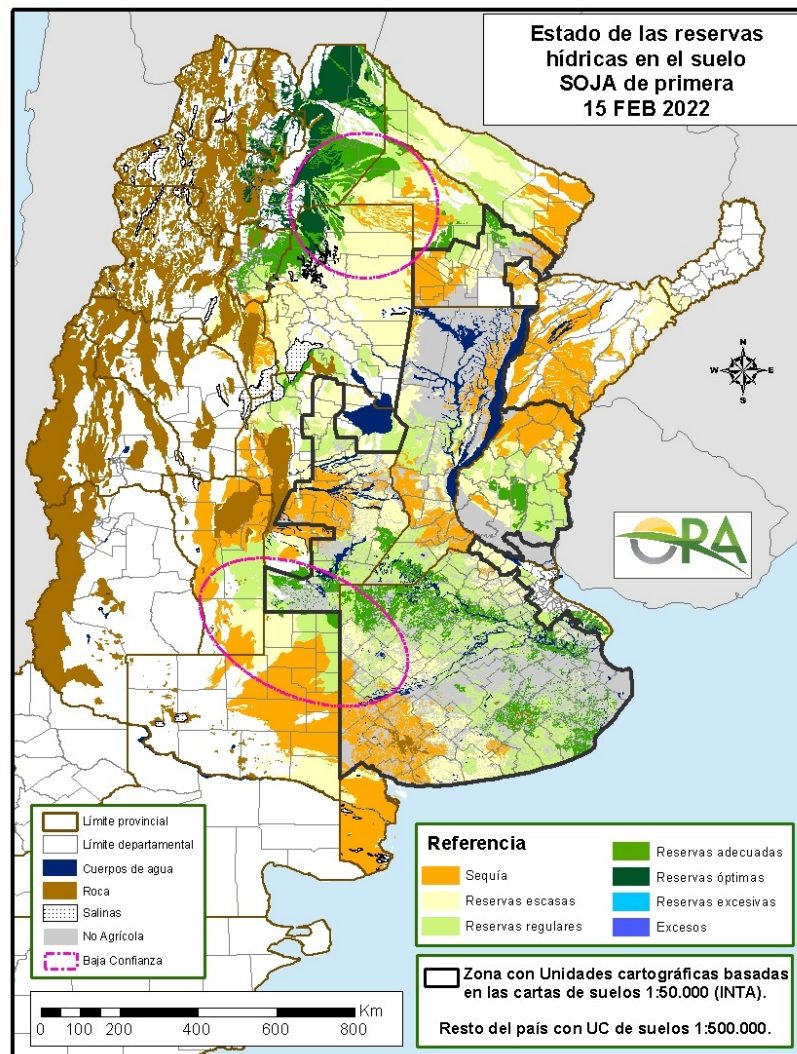 Estado de las reservas
hídricas en el suelo
SOJA de primera
15 FEB 2022
N
W
E
S
ORA
Límite provincial
Límite departamental
Cuerpos de agua
Roca
Salinas
No Agrícola
Baja Confianza
Referencia
Sequía
Reservas escasas
Reservas regulares
Reservas adecuadas
Reservas óptimas
Reservas excesivas
Excesos
Zona con Unidades cartográficas basadas
en las cartas de suelos 1:50.000 (INTA).
Resto del país con UC de suelos 1:500.000.
Km
0 100 200 400 600 800